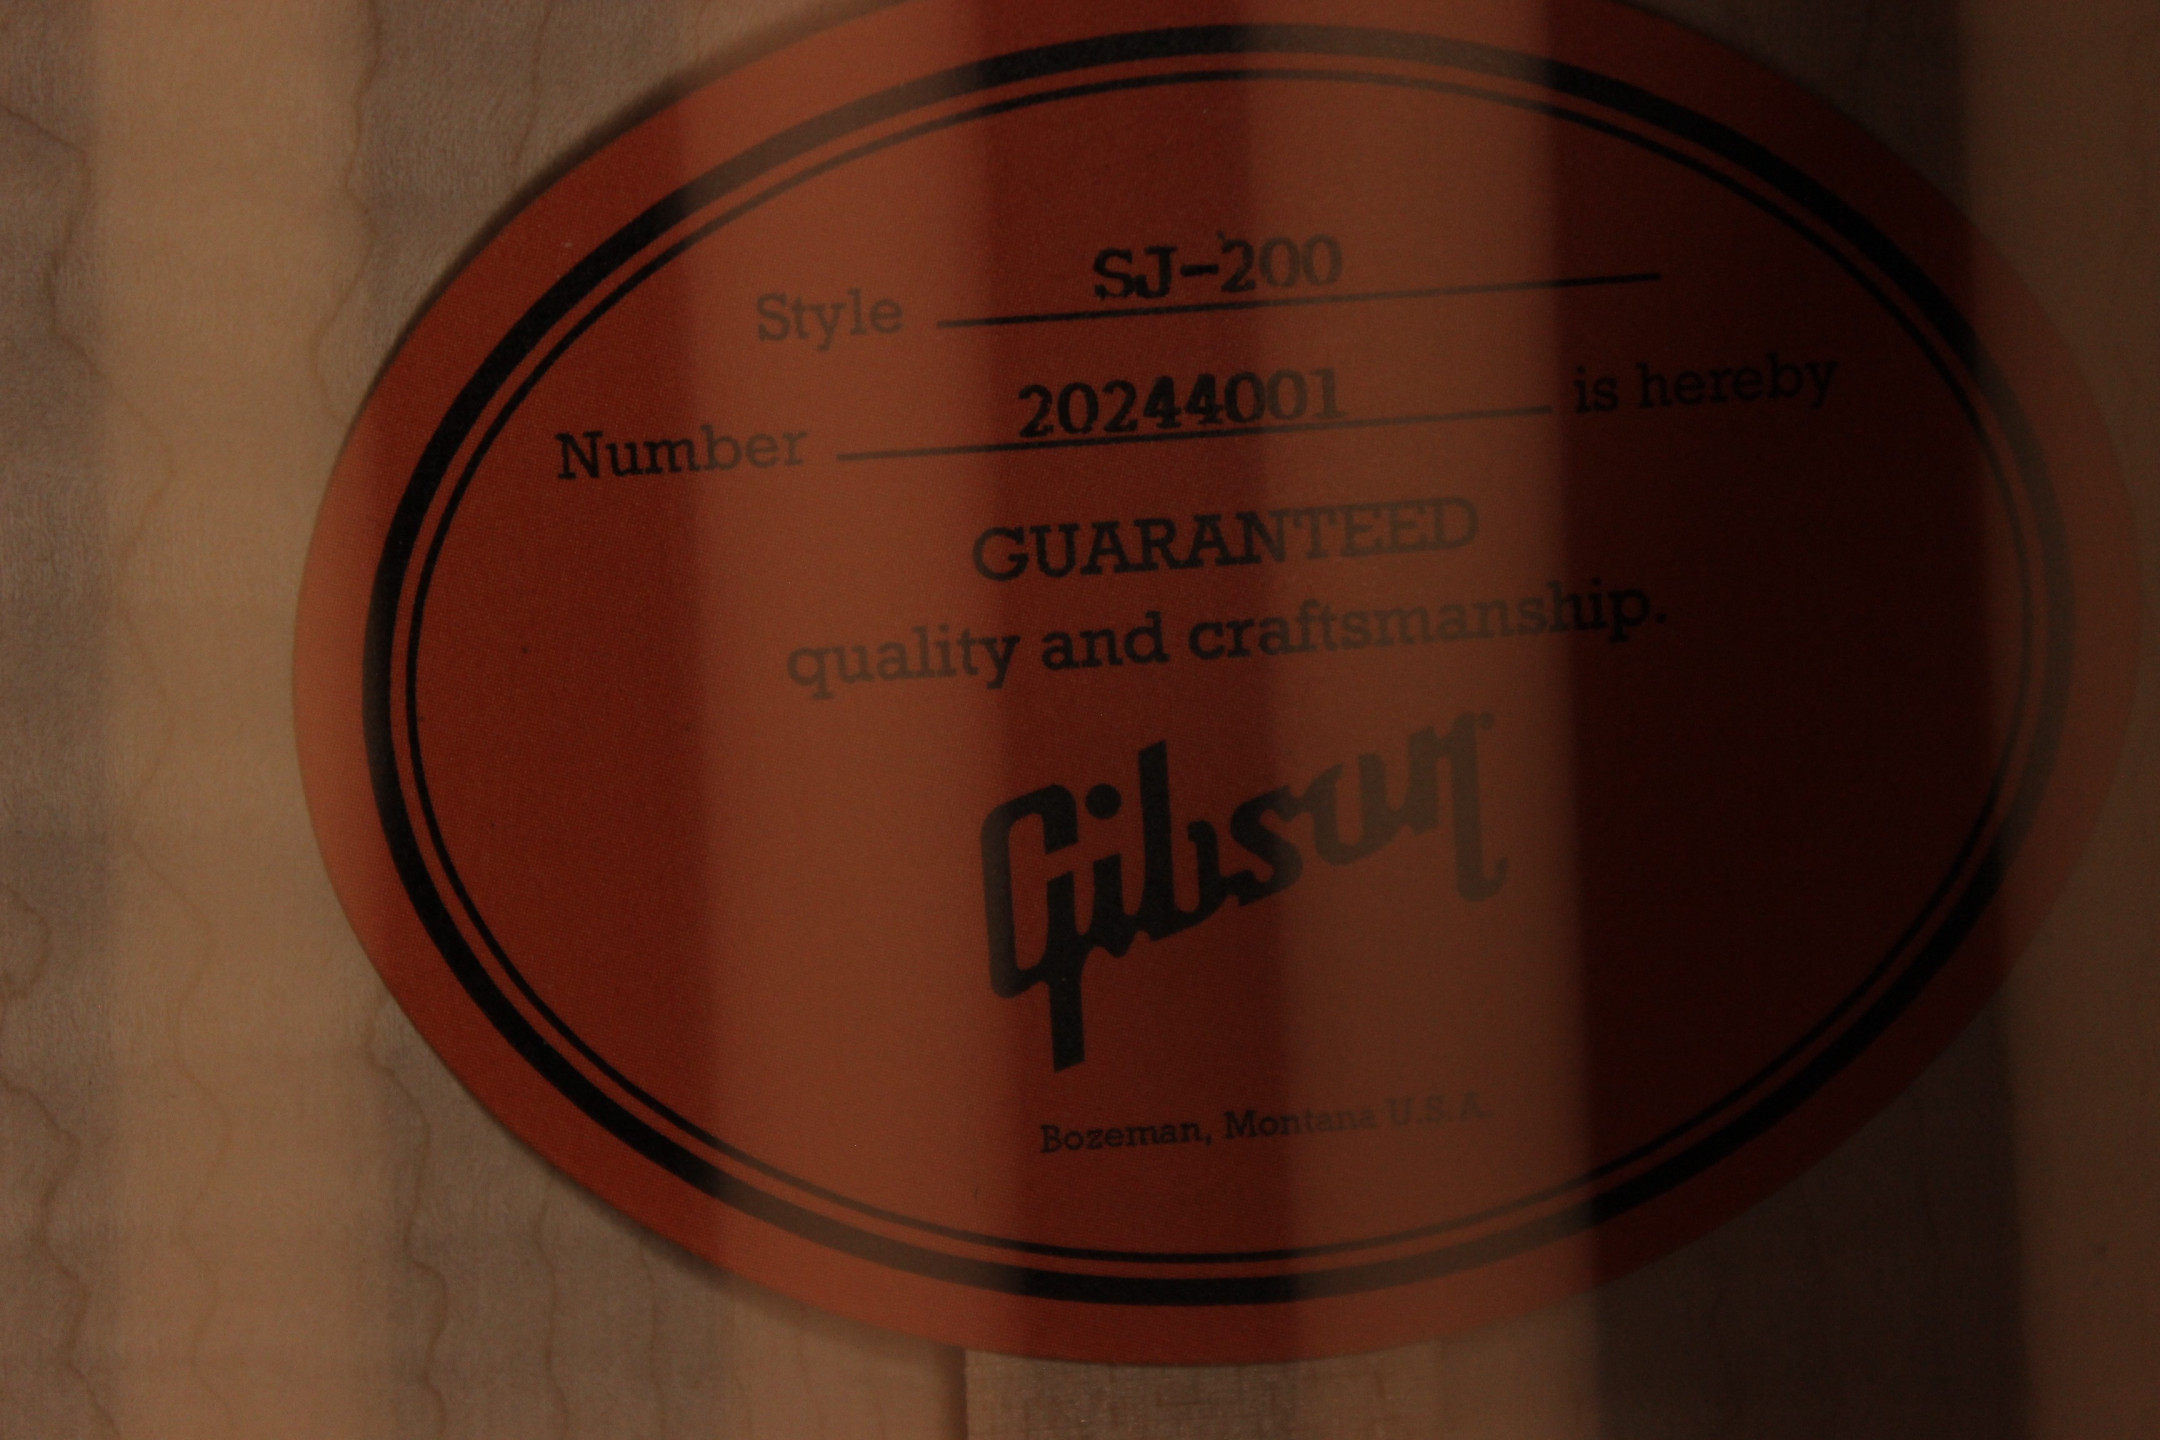 Style SJ-200
Number 20244001 is hereby
GUARANTEED
quality and craftsmanship.
Gibson
Bozeman, Montana U.S.A.